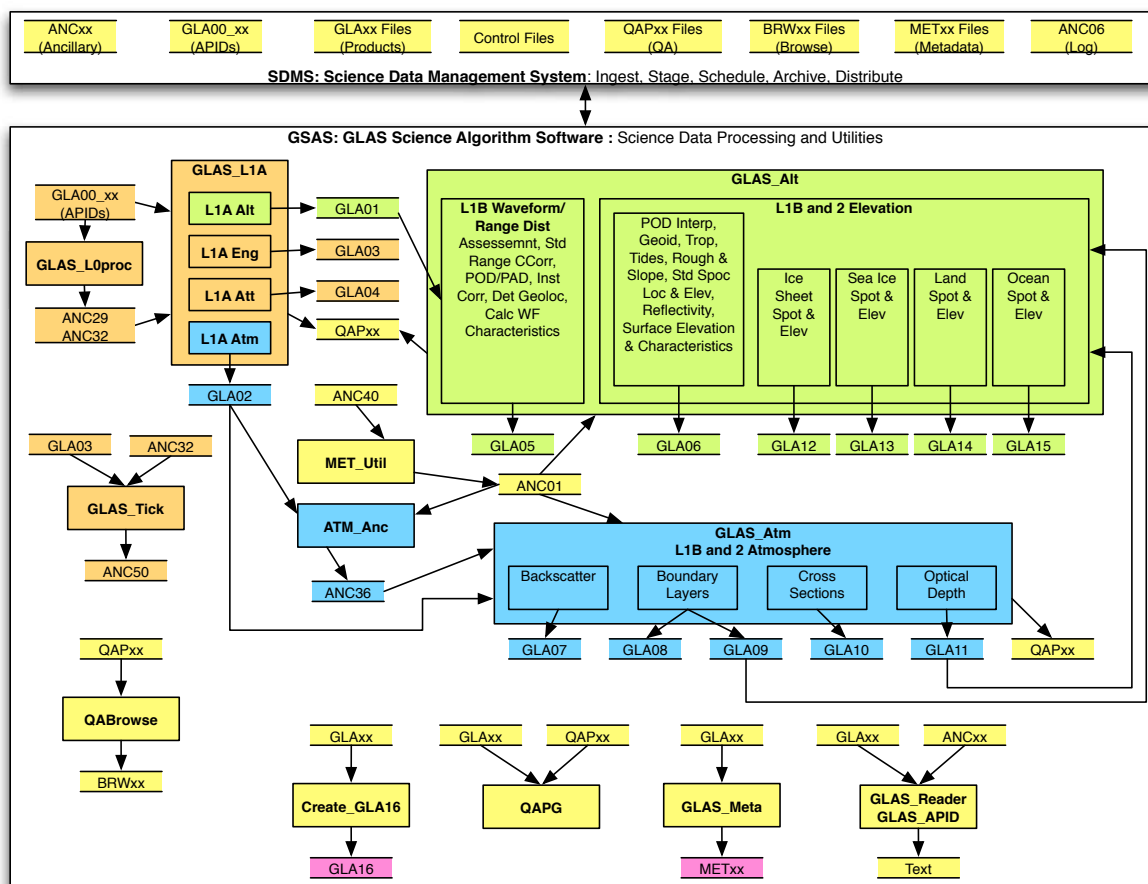 ANCxx
(Ancillary)
GLA00_xx
(APIDs)
GLAxx Files
(Products)
Control Files
QAPxx Files
(QA)
BRWxx Files
(Browse)
METxx Files
(Metadata)
ANC06
(Log)
SDMS: Science Data Management System: Ingest, Stage, Schedule, Archive, Distribute
GSAS: GLAS Science Algorithm Software : Science Data Processing and Utilities
GLA00_xx
(APIDs)
GLAS_L0proc
ANC29
ANC32
GLAS_L1A
L1A Alt
L1A Eng
L1A Att
L1A Atm
GLA01
GLA03
GLA04
QAPxx
GLA02
GLAS_Alt
L1B Waveform/
Range Dist
Assessemnt, Std
Range CCorr,
POD/PAD, Inst
Corr, Det Geoloc,
Calc WF
Characteristics
L1B and 2 Elevation
POD Interp,
Geoid, Trop,
Tides, Rough &
Slope, Std Spoc
Loc & Elev,
Reflectivity,
Surface Elevation
& Characteristics
Ice
Sheet
Spot &
Elev
Sea Ice
Spot &
Elev
Land
Spot &
Elev
Ocean
Spot &
Elev
GLA05
GLA06
GLA12
GLA13
GLA14
GLA15
ANC40
MET_Util
ANC01
GLA03
ANC32
GLAS_Tick
ANC50
ATM_Anc
ANC36
GLAS_Atm
L1B and 2 Atmosphere
Backscatter
Boundary
Layers
Cross
Sections
Optical
Depth
GLA07
GLA08
GLA09
GLA10
GLA11
QAPxx
QAPxx
QABrowse
BRWxx
GLAxx
Create_GLA16
GLA16
GLAxx
QAPxx
QAPG
GLAxx
GLAS_Meta
METxx
GLAxx
ANCxx
GLAS_Reader
GLAS_APID
Text